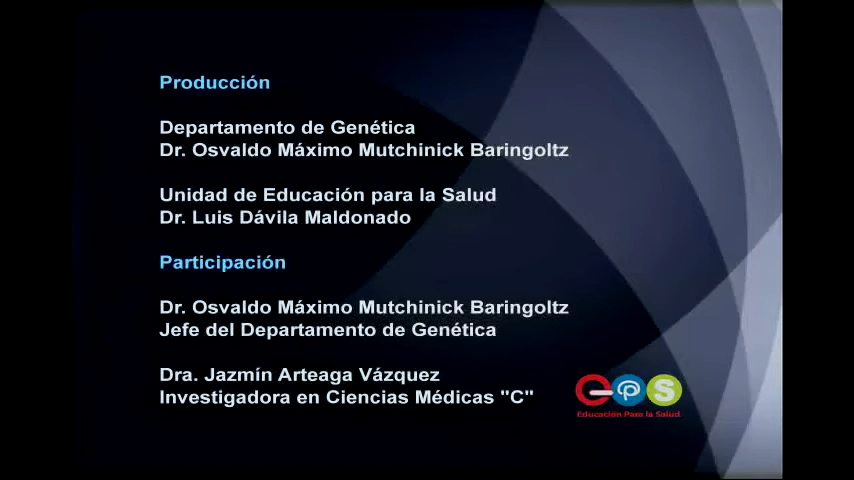 Producción
Departamento de Genética
Dr. Osvaldo Máximo Mutchinick Baringoltz
Unidad de Educación para la Salud
Dr. Luis Dávila Maldonado
Participación
Dr. Osvaldo Máximo Mutchinick Baringoltz
Jefe del Departamento de Genética
Dra. Jazmín Arteaga Vázquez
Investigadora en Ciencias Médicas "C"
eps
Educación Para la Salud